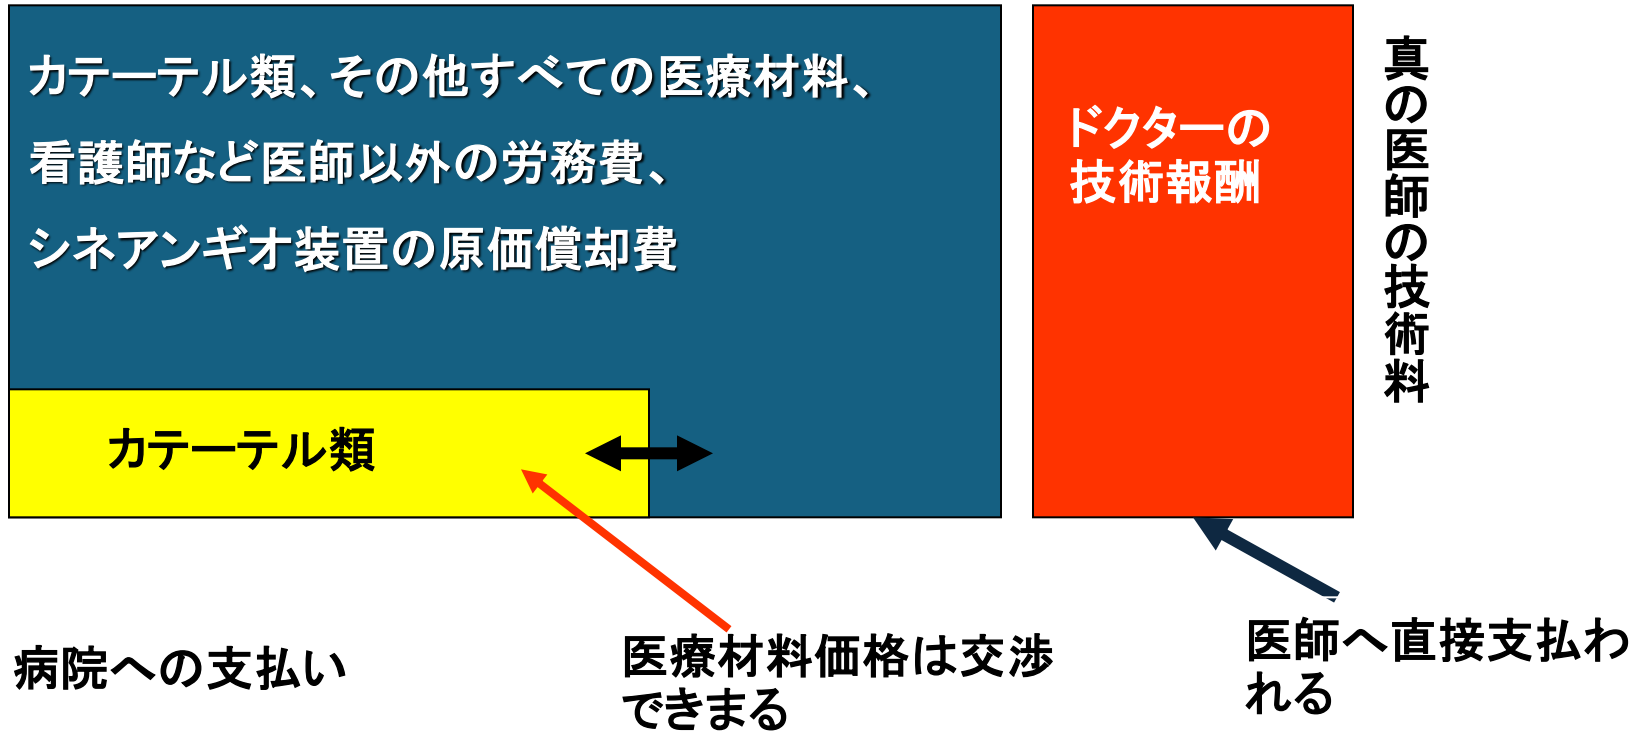 カテーテル類、その他すべての医療材料、
看護師など医師以外の労務費、
シネアンギオ装置の原価償却費
カテーテル類
ドクターの
技術報酬
真の医師の技術料
病院への支払い
医療材料価格は交渉
できまる
医師へ直接支払わ
れる